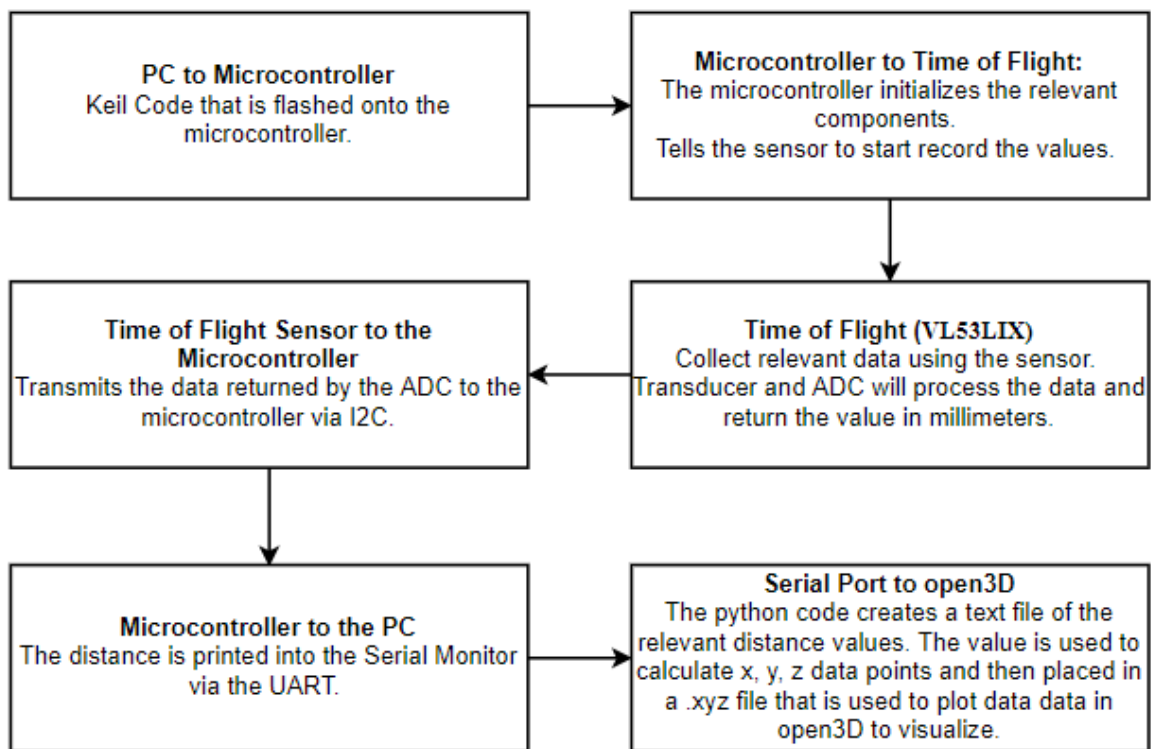 PC to Microcontroller
Keil Code that is flashed onto the
microcontroller.
Microcontroller to Time of Flight:
The microcontroller initializes the relevant
components.
Tells the sensor to start record the values.
Time of Flight (VL53LIX)
Collect relevant data using the sensor.
Transducer and ADC will process the data and
return the value in millimeters.
Time of Flight Sensor to the
Microcontroller
Transmits the data returned by the ADC to the
microcontroller via I2C.
Microcontroller to the PC
The distance is printed into the Serial Monitor
via the UART.
Serial Port to open3D
The python code creates a text file of the
relevant distance values. The value is used to
calculate x, y, z data points and then placed in
a .xyz file that is used to plot data data in
open3D to visualize.